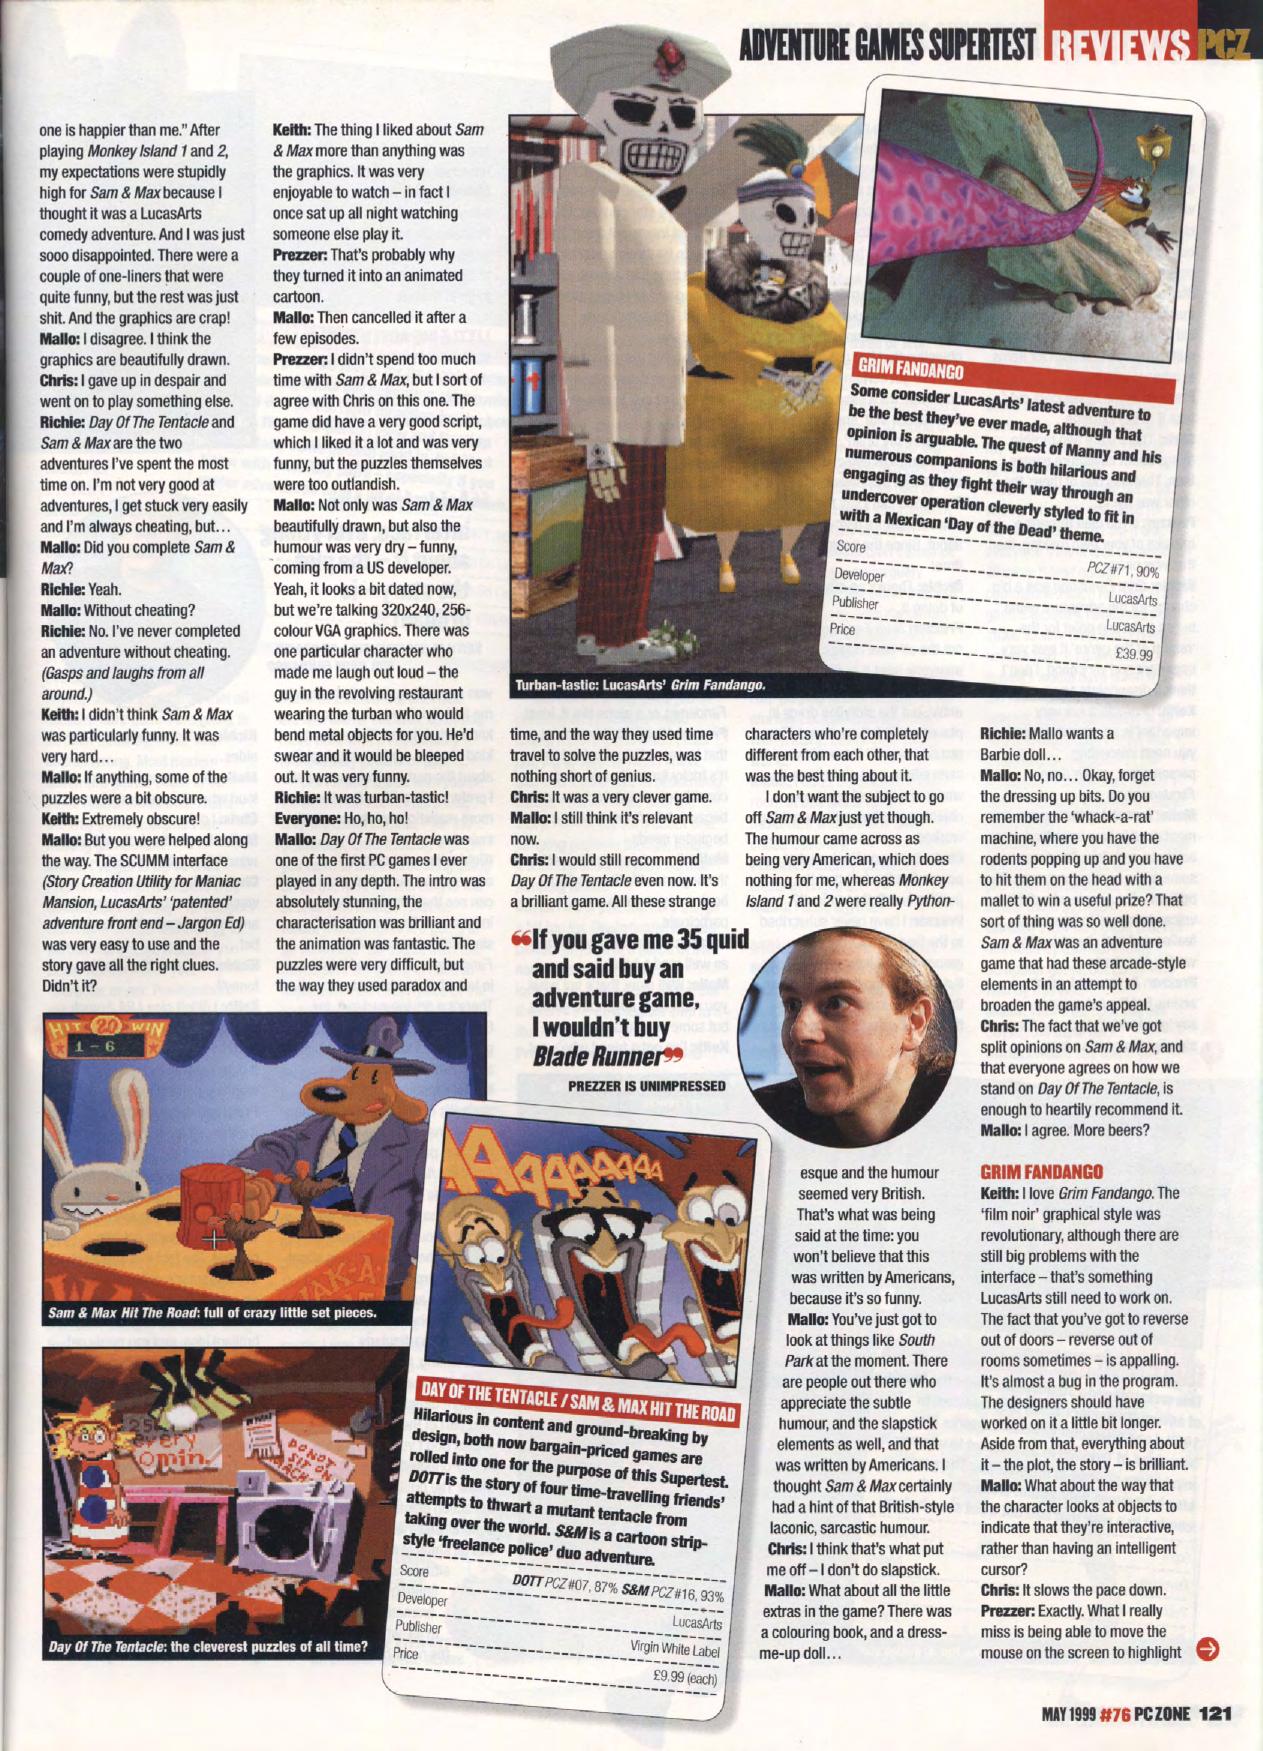 ADVENTURE GAMES SUPERTEST REVIEWS PCZ
one is happier than me." After
playing Monkey Island 1 and 2,
my expectations were stupidly
high for Sam & Max because I
thought it was a LucasArts
comedy adventure. And I was just
sooo disappointed. There were a
couple of one-liners that were
quite funny, but the rest was just
shit. And the graphics are crap!
Mallo: I disagree. I think the
graphics are beautifully drawn.
Chris: I gave up in despair and
went on to play something else.
Richie: Day Of The Tentacle and
Sam & Max are the two
adventures I've spent the most
time on. I'm not very good at
adventures, I get stuck very easily
and I'm always cheating, but...
Mallo: Did you complete Sam &
Max?
Richie: Yeah.
Mallo: Without cheating?
Richie: No. I've never completed
an adventure without cheating.
(Gasps and laughs from all
around.)
Keith: I didn't think Sam & Max
was particularly funny. It was
very hard...
Mallo: If anything, some of the
puzzles were a bit obscure.
Keith: Extremely obscure!
Mallo: But you were helped along
the way. The SCUMM interface
(Story Creation Utility for Maniac
Mansion, LucasArts' 'patented'
adventure front end – Jargon Ed)
was very easy to use and the
story gave all the right clues.
Didn't it?
Keith: The thing I liked about Sam
& Max more than anything was
the graphics. It was very
enjoyable to watch – in fact I
once sat up all night watching
someone else play it.
Prezzer: That's probably why
they turned it into an animated
cartoon.
Mallo: Then cancelled it after a
few episodes.
Prezzer: I didn't spend too much
time with Sam & Max, but I sort of
agree with Chris on this one. The
game did have a very good script,
which I liked it a lot and was very
funny, but the puzzles themselves
were too outlandish.
Mallo: Not only was Sam & Max
beautifully drawn, but also the
humour was very dry – funny,
coming from a US developer.
Yeah, it looks a bit dated now,
but we're talking 320x240, 256-
colour VGA graphics. There was
one particular character who
made me laugh out loud – the
guy in the revolving restaurant
wearing the turban who would
bend metal objects for you. He'd
swear and it would be bleeped
out. It was very funny.
Richie: It was turban-tastic!
Everyone: Ho, ho, ho!
Mallo: Day Of The Tentacle was
one of the first PC games I ever
played in any depth. The intro was
absolutely stunning, the
characterisation was brilliant and
the animation was fantastic. The
puzzles were very difficult, but
the way they used paradox and
Turban-tastic: LucasArts' Grim Fandango.
GRIM FANDANGO
Some consider LucasArts' latest adventure to
be the best they've ever made, although that
opinion is arguable. The quest of Manny and his
numerous companions is both hilarious and
engaging as they fight their way through an
undercover operation cleverly styled to fit in
with a Mexican 'Day of the Dead' theme.
Score PCZ #71, 90%
Developer LucasArts
Publisher LucasArts
Price £39.99
time, and the way they used time
travel to solve the puzzles, was
nothing short of genius.
Chris: It was a very clever game.
Mallo: I still think it's relevant
now.
Chris: I would still recommend
Day Of The Tentacle even now. It's
a brilliant game. All these strange
characters who're completely
different from each other, that
was the best thing about it.
I don't want the subject to go
off Sam & Max just yet though.
The humour came across as
being very American, which does
nothing for me, whereas Monkey
Island 1 and 2 were really Python-
esque and the humour
seemed very British.
That's what was being
said at the time: you
won't believe that this
was written by Americans,
because it's so funny.
Mallo: You've just got to
look at things like South
Park at the moment. There
are people out there who
appreciate the subtle
humour, and the slapstick
elements as well, and that
was written by Americans. I
thought Sam & Max certainly
had a hint of that British-style
laconic, sarcastic humour.
Chris: I think that's what put
me off – I don't do slapstick.
Mallo: What about all the little
extras in the game? There was
a colouring book, and a dress-
me-up doll...
Richie: Mallo wants a
Barbie doll...
Mallo: No, no... Okay, forget
the dressing up bits. Do you
remember the 'whack-a-rat'
machine, where you have the
rodents popping up and you have
to hit them on the head with a
mallet to win a useful prize? That
sort of thing was so well done.
Sam & Max was an adventure
game that had these arcade-style
elements in an attempt to
broaden the game's appeal.
Chris: The fact that we've got
split opinions on Sam & Max, and
that everyone agrees on how we
stand on Day Of The Tentacle, is
enough to heartily recommend it.
Mallo: I agree. More beers?
GRIM FANDANGO
Keith: I love Grim Fandango. The
'film noir' graphical style was
revolutionary, although there are
still big problems with the
interface – that's something
LucasArts still need to work on.
The fact that you've got to reverse
out of doors – reverse out of
rooms sometimes – is appalling.
It's almost a bug in the program.
The designers should have
worked on it a little bit longer.
Aside from that, everything about
it – the plot, the story – is brilliant.
Mallo: What about the way that
the character looks at objects to
indicate that they're interactive,
rather than having an intelligent
cursor?
Chris: It slows the pace down.
Prezzer: Exactly. What I really
miss is being able to move the
mouse on the screen to highlight
“If you gave me 35 quid
and said buy an
adventure game,
I wouldn't buy
Blade Runner”
PREZZER IS UNIMPRESSED
HIT 20 WIN
1-6
Sam & Max Hit The Road: full of crazy little set pieces.
every
min.
DO NOT
SIT ON
Day Of The Tentacle: the cleverest puzzles of all time?
AAAAAAAA
DAY OF THE TENTACLE / SAM & MAX HIT THE ROAD
Hilarious in content and ground-breaking by
design, both now bargain-priced games are
rolled into one for the purpose of this Supertest.
DOTT is the story of four time-travelling friends'
attempts to thwart a mutant tentacle from
taking over the world. S&M is a cartoon strip-
style 'freelance police' duo adventure.
Score DOTT PCZ #07, 87% S&M PCZ #16, 93%
Developer LucasArts
Publisher Virgin White Label
Price £9.99 (each)
MAY 1999 #76 PC ZONE 121